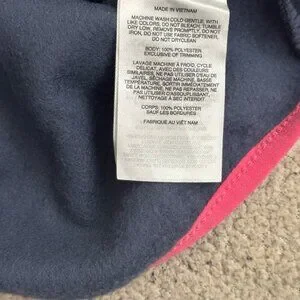 MADE IN VIETNAM
MACHINE WASH COLD GENTLE, WITH
LIKE COLORS, DO NOT BLEACH, TUMBLE
DRY LOW, REMOVE PROMPTLY, DO NOT
IRON, DO NOT USE FABRIC SOFTENER,
DO NOT DRYCLEAN
BODY: 100% POLYESTER
EXCLUSIVE OF TRIMMING
LAVAGE MACHINE À FROID, CYCLE
DÉLICAT, AVEC DES COULEURS
SIMILAIRES, NE PAS UTILISER D'EAU DE
JAVEL, SÉCHAGE MACHINE, BASSE
TEMPÉRATURE, SORTIR IMMÉDIATEMENT
DE LA MACHINE, NE PAS REPASSER, NE
PAS UTILISER D'ASSOUPLISSANT,
NETTOYAGE À SEC INTERDIT
CORPS: 100% POLYESTER
SAUF LES BORDURES
FABRIQUÉ AU VIÊT NAM